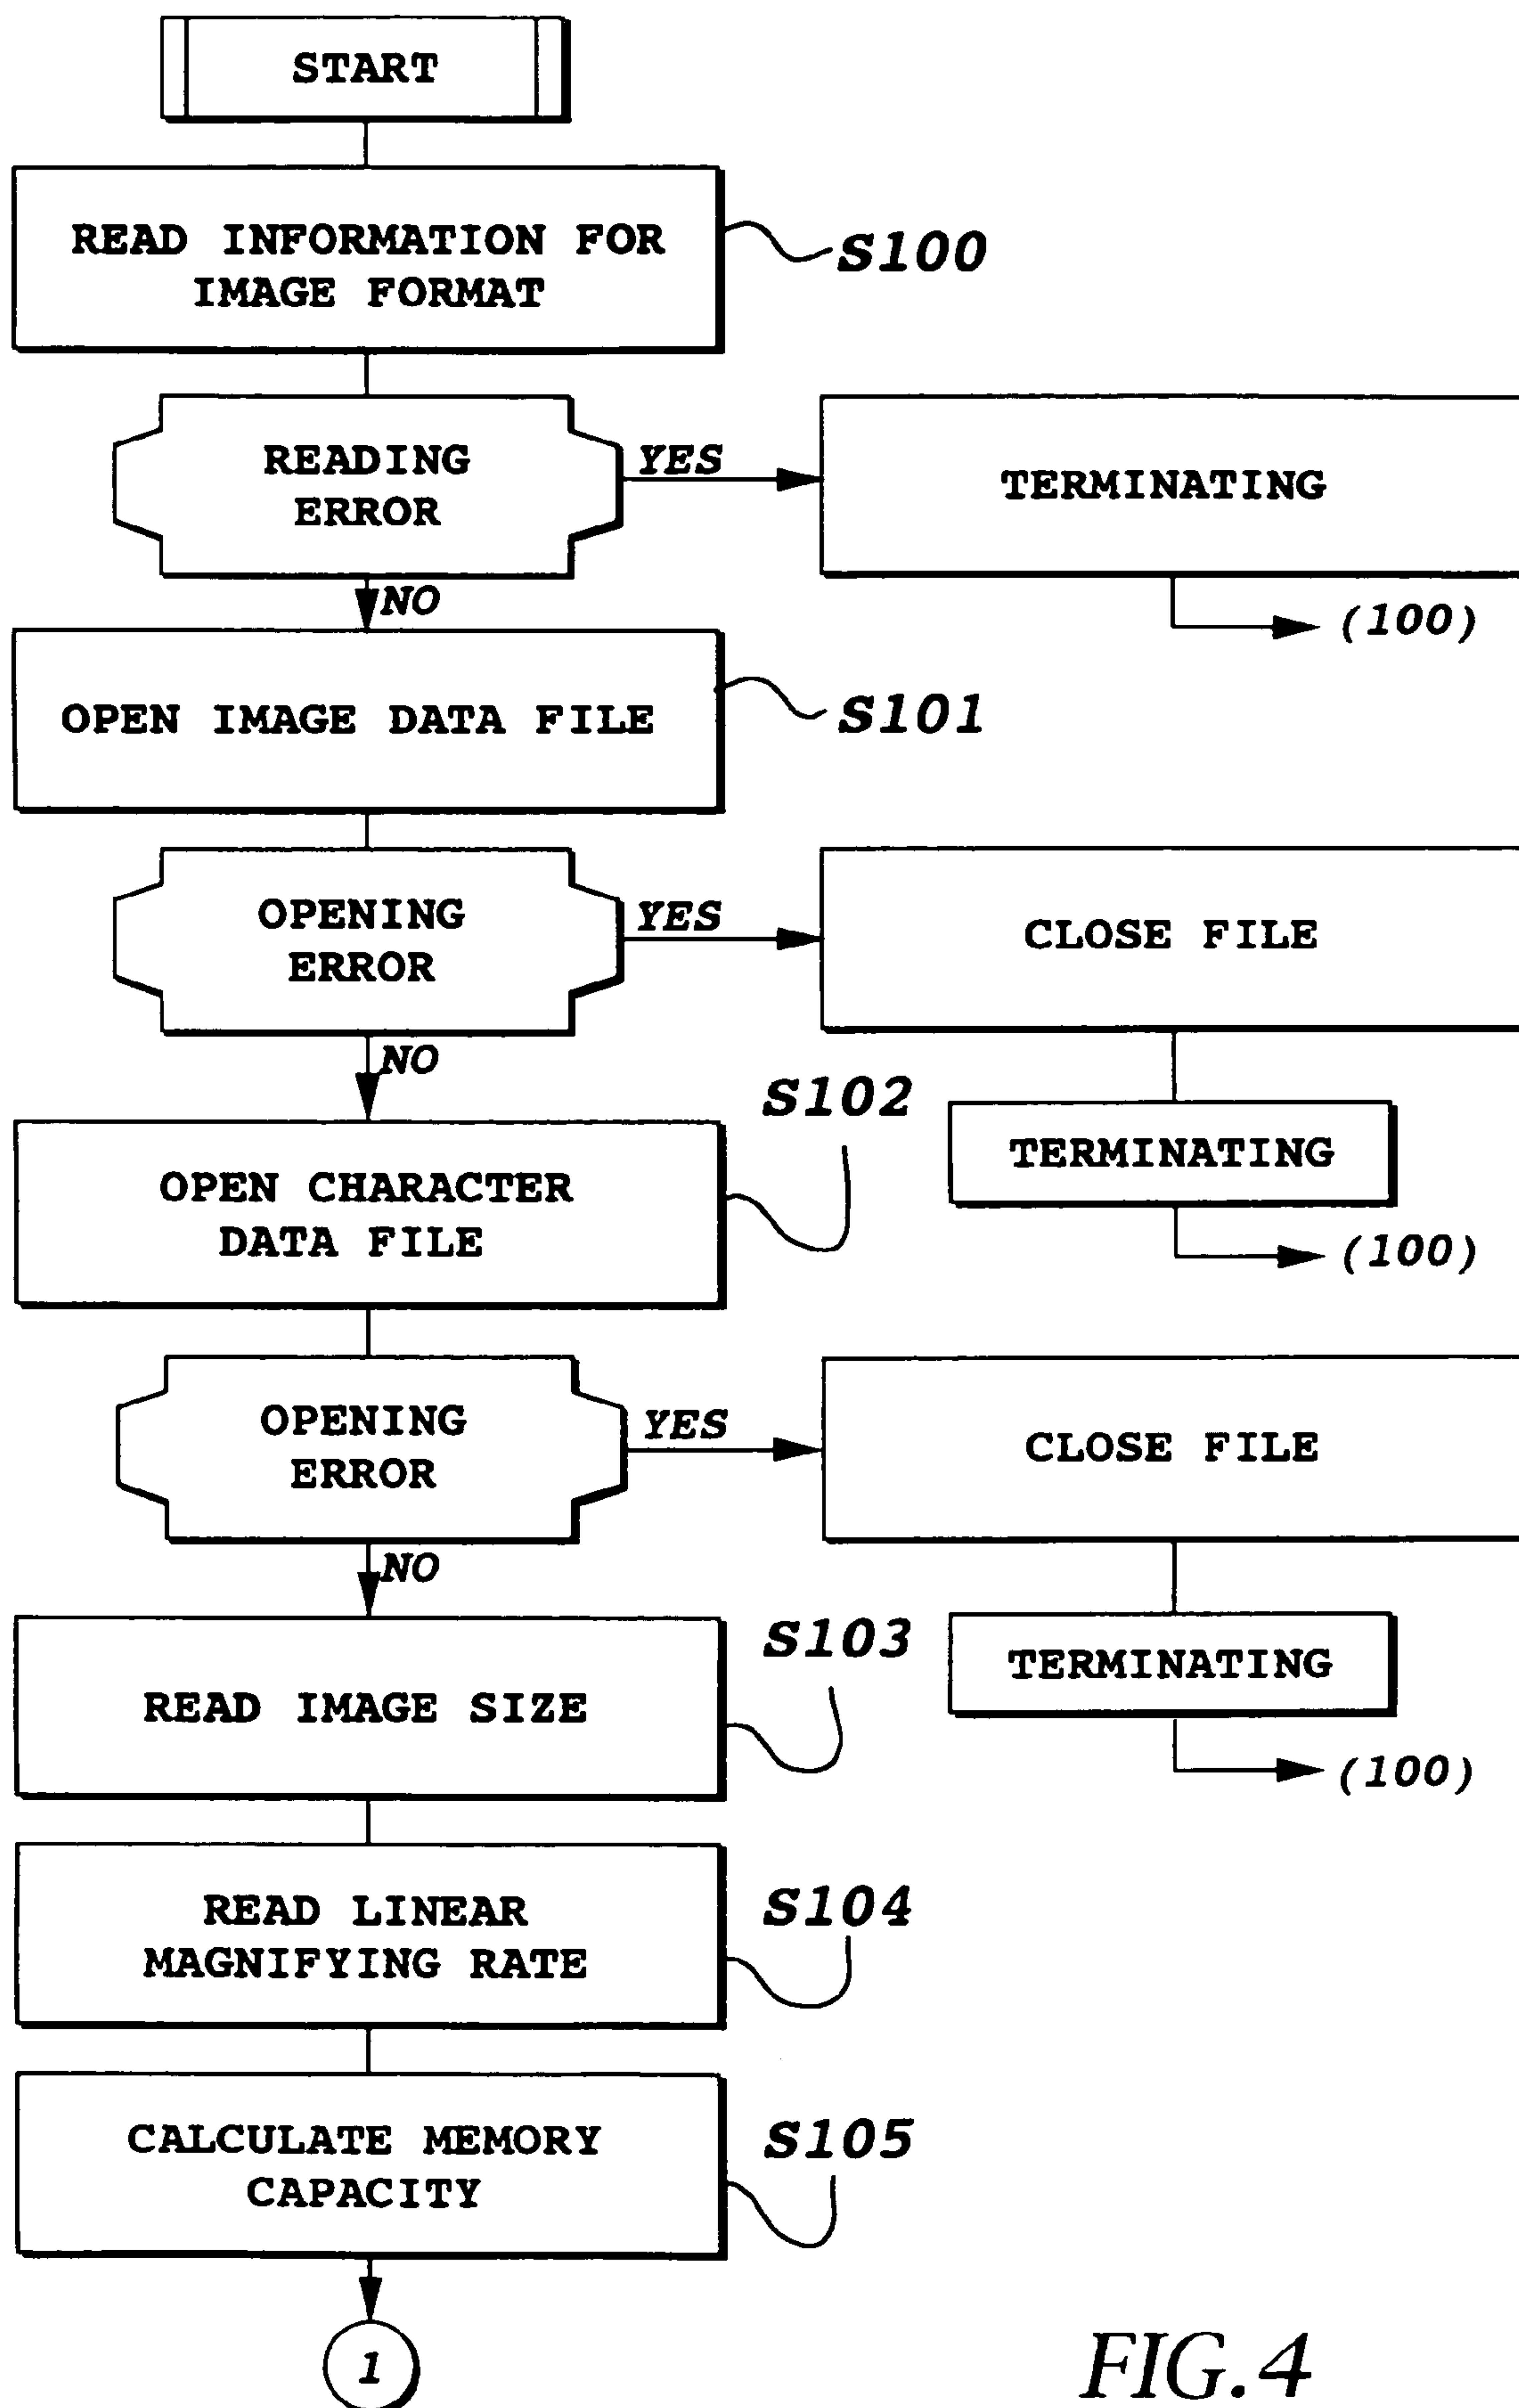 START
READ INFORMATION FOR
IMAGE FORMAT
S100
READING
ERROR
YES
TERMINATING
(100)
NO
OPEN IMAGE DATA FILE
S101
OPENING
ERROR
YES
CLOSE FILE
TERMINATING
(100)
NO
OPEN CHARACTER
DATA FILE
S102
OPENING
ERROR
YES
CLOSE FILE
TERMINATING
(100)
NO
READ IMAGE SIZE
S103
READ LINEAR
MAGNIFYING RATE
S104
CALCULATE MEMORY
CAPACITY
S105
1
FIG.4